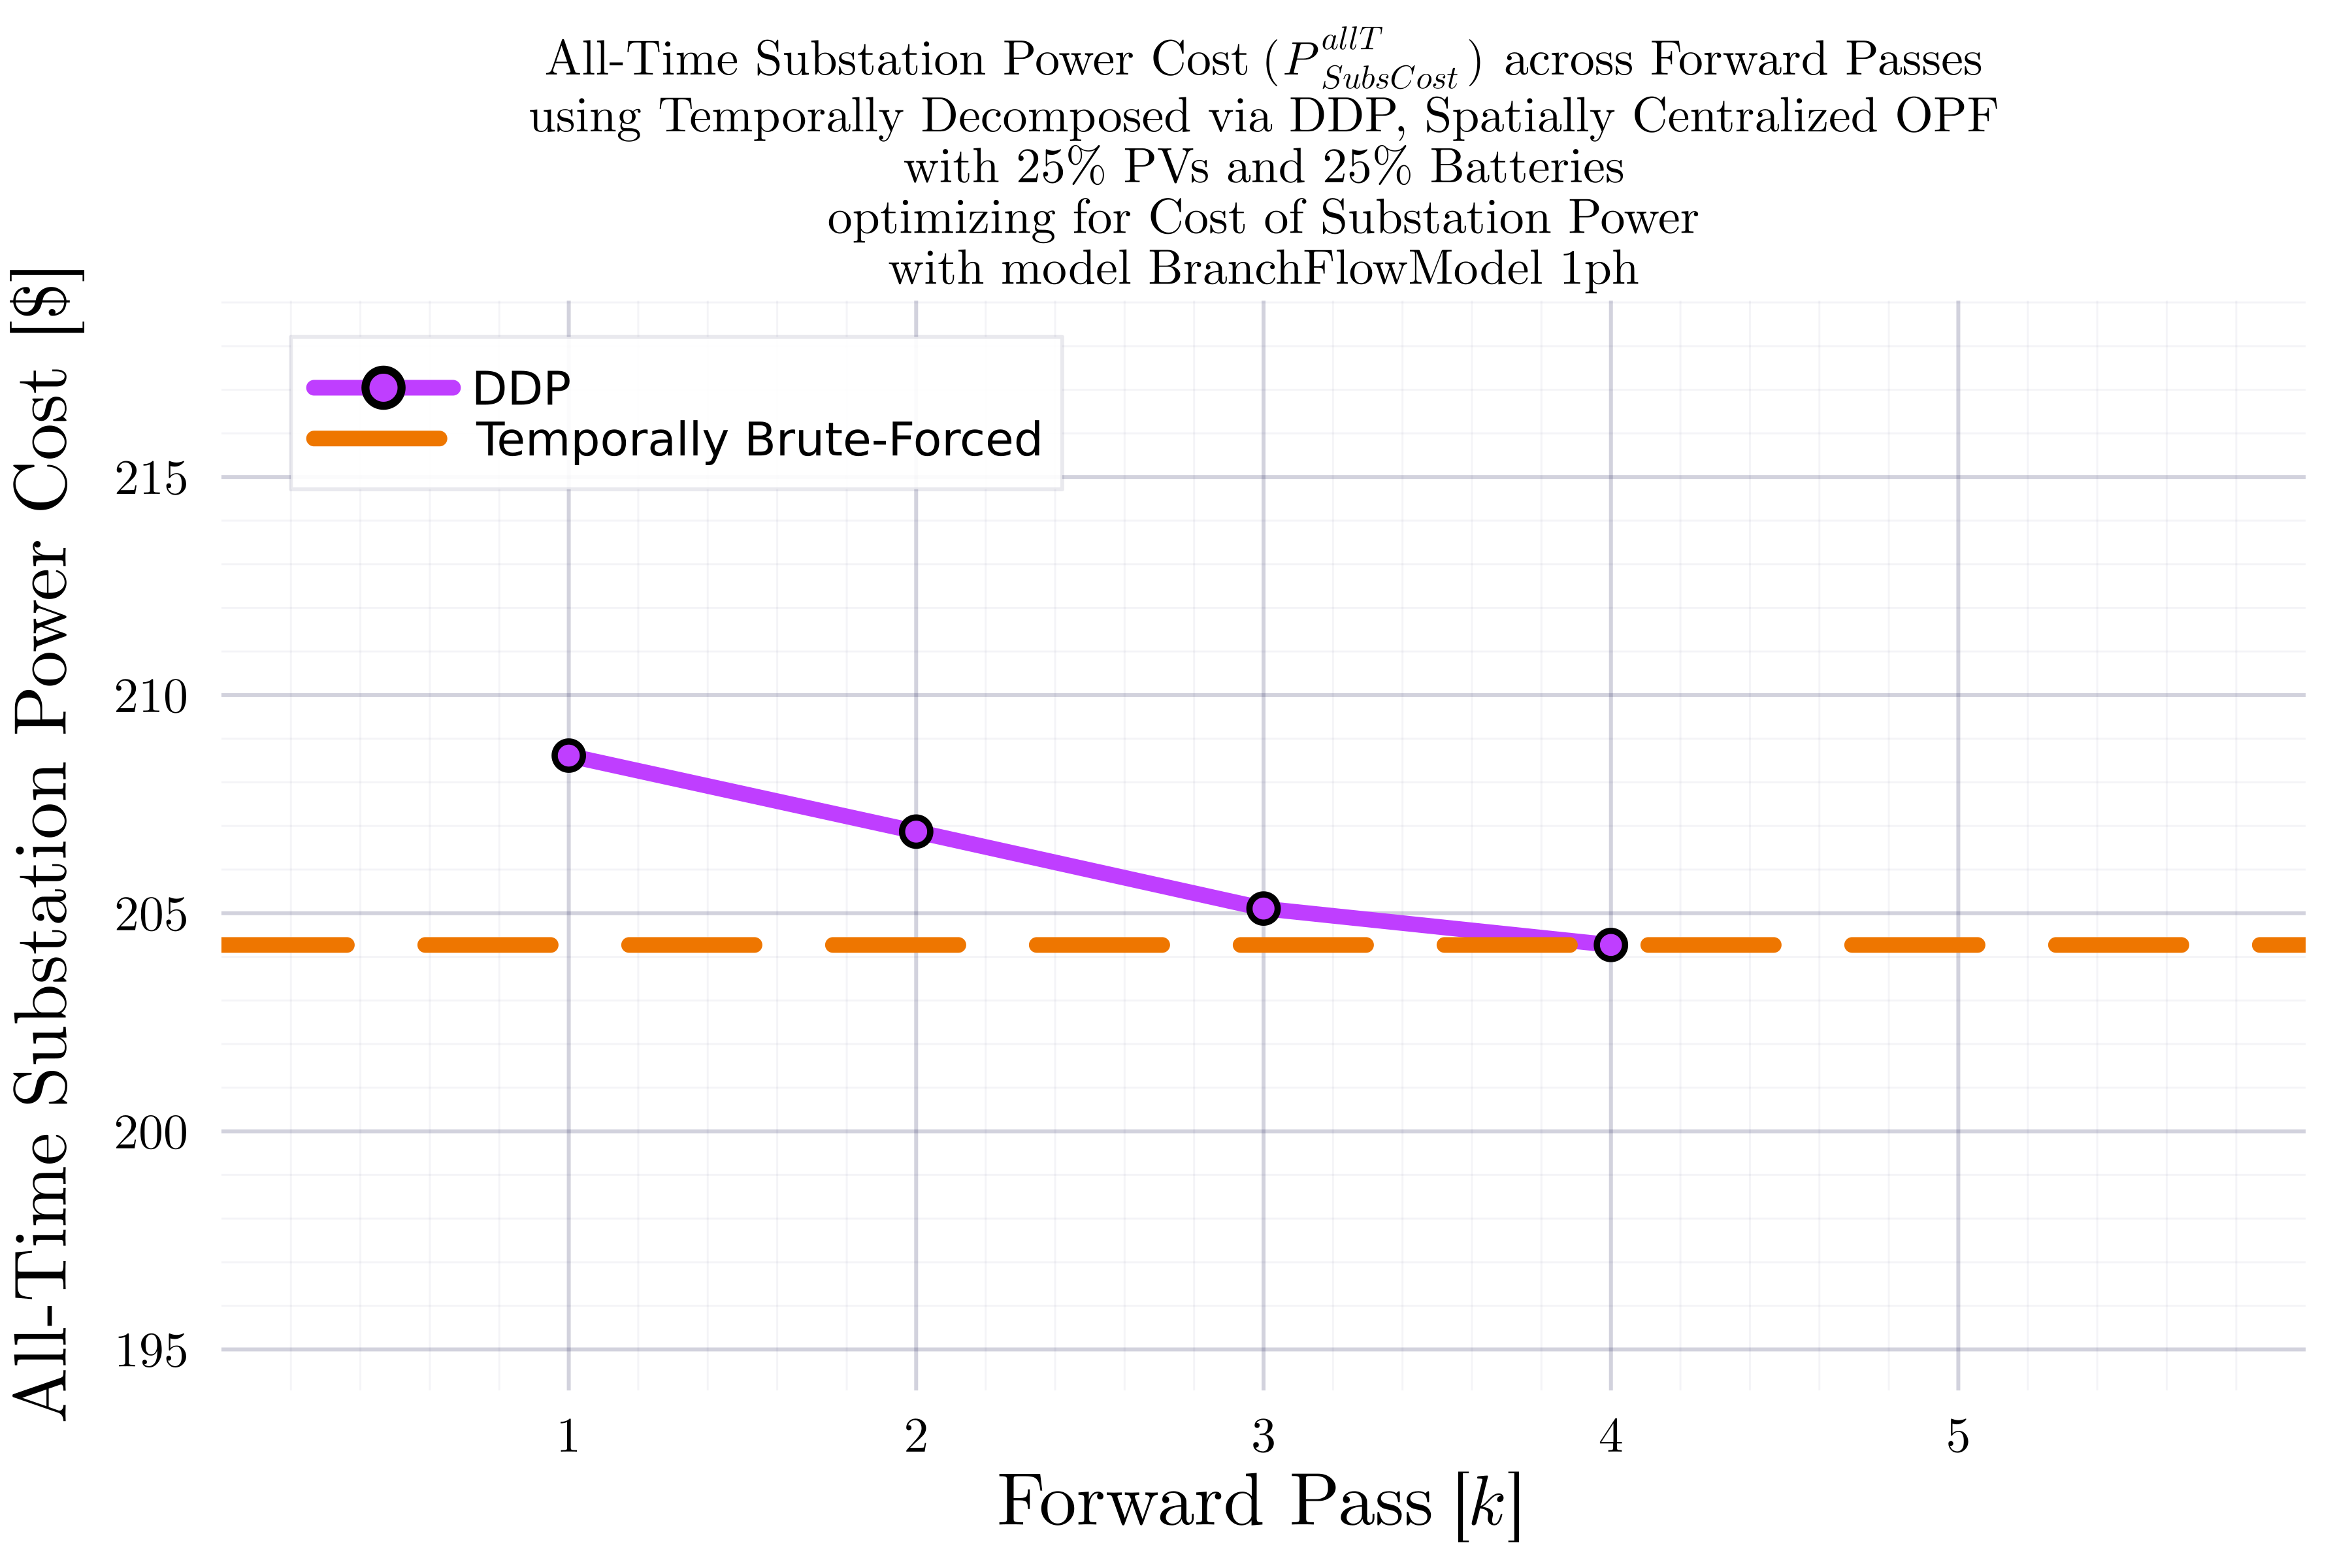 All-Time Substation Power Cost (P^{allT}_{SubsCost}) across Forward Passes
using Temporally Decomposed via DDP, Spatially Centralized OPF
with 25% PVs and 25% Batteries
optimizing for Cost of Substation Power
with model BranchFlowModel 1ph
All-Time Substation Power Cost [$]
DDP
Temporally Brute-Forced
215
210
205
200
195
1 2 3 4 5
Forward Pass [k]